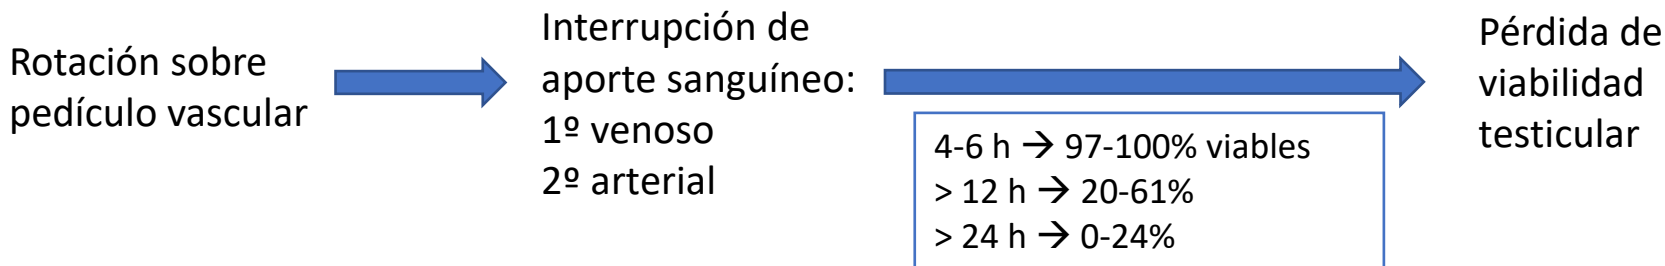 Rotación sobre
pedículo vascular
Interrupción de
aporte sanguíneo:
1º venoso
2º arterial
4-6 h → 97-100% viables
> 12 h → 20-61%
> 24 h → 0-24%
Pérdida de
viabilidad
testicular